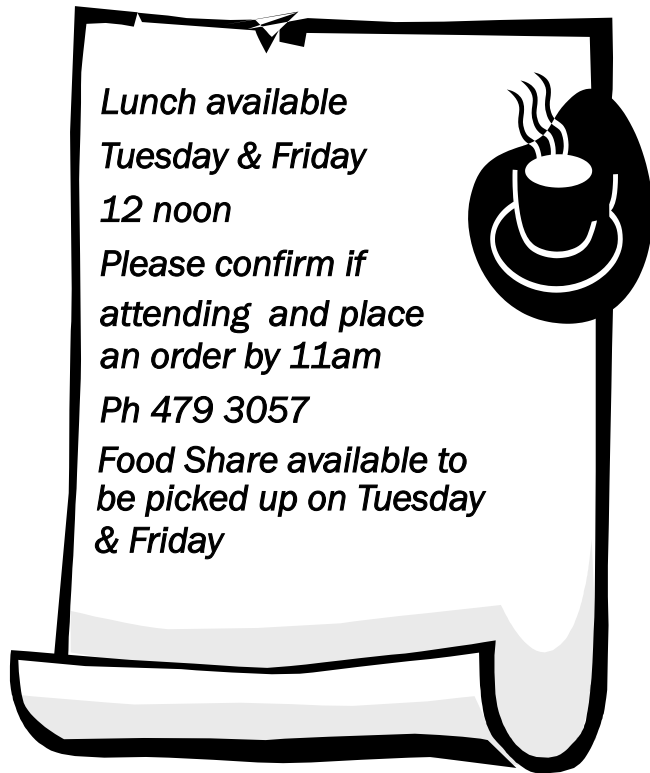 Lunch available
Tuesday & Friday
12 noon
Please confirm if
attending  and place
an order by 11am
Ph 479 3057
Food Share available to
be picked up on Tuesday
& Friday